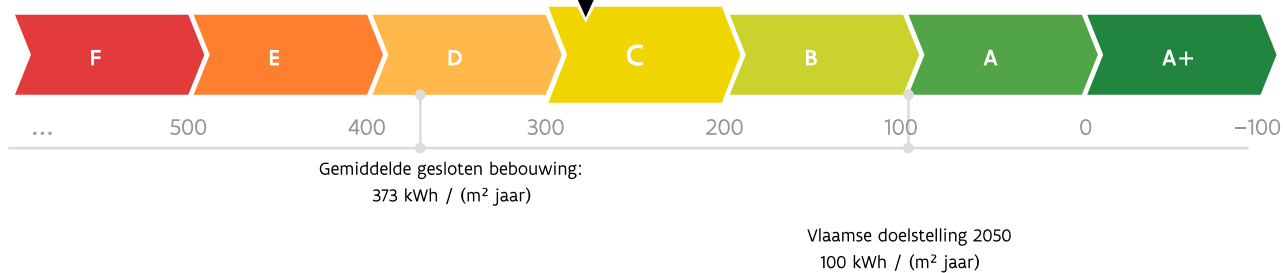 F E D C B A A+
... 500 400 300 200 100 0 –100
Gemiddelde gesloten bebouwing:
373 kWh / (m² jaar)
Vlaamse doelstelling 2050
100 kWh / (m² jaar)